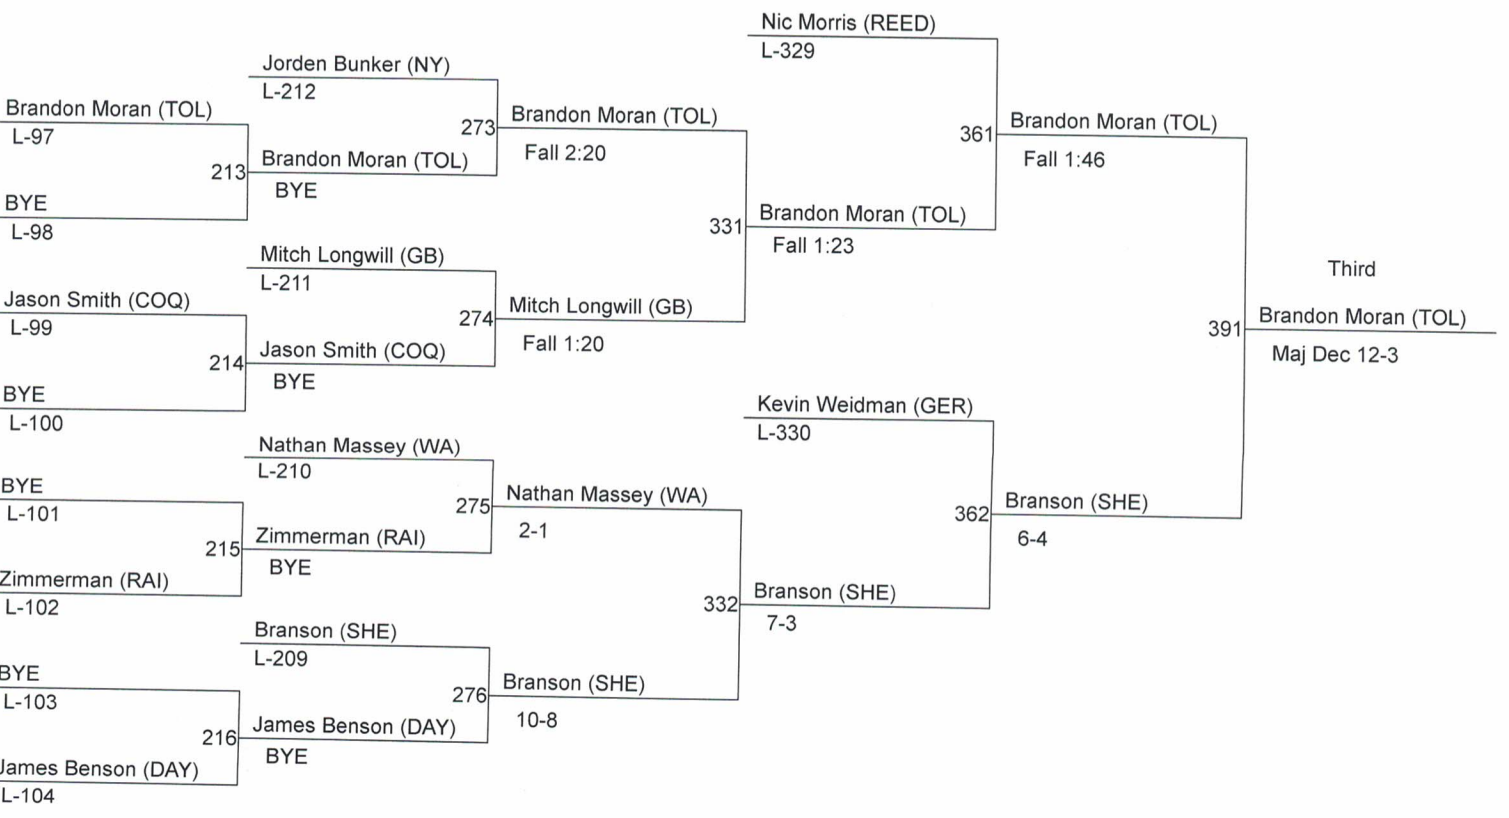 Nic Morris (REED)
L-329
Jorden Bunker (NY)
L-212
Brandon Moran (TOL)
L-97
273
Brandon Moran (TOL)
Fall 2:20
361
Brandon Moran (TOL)
Fall 1:46
213
Brandon Moran (TOL)
BYE
BYE
L-98
331
Brandon Moran (TOL)
Fall 1:23
Mitch Longwill (GB)
L-211
Third
Jason Smith (COQ)
L-99
274
Mitch Longwill (GB)
Fall 1:20
391
Brandon Moran (TOL)
Maj Dec 12-3
214
Jason Smith (COQ)
BYE
BYE
L-100
Kevin Weidman (GER)
L-330
Nathan Massey (WA)
L-210
BYE
L-101
275
Nathan Massey (WA)
2-1
362
Branson (SHE)
6-4
215
Zimmerman (RAI)
BYE
Zimmerman (RAI)
L-102
332
Branson (SHE)
7-3
Branson (SHE)
L-209
BYE
L-103
276
Branson (SHE)
10-8
216
James Benson (DAY)
BYE
James Benson (DAY)
L-104